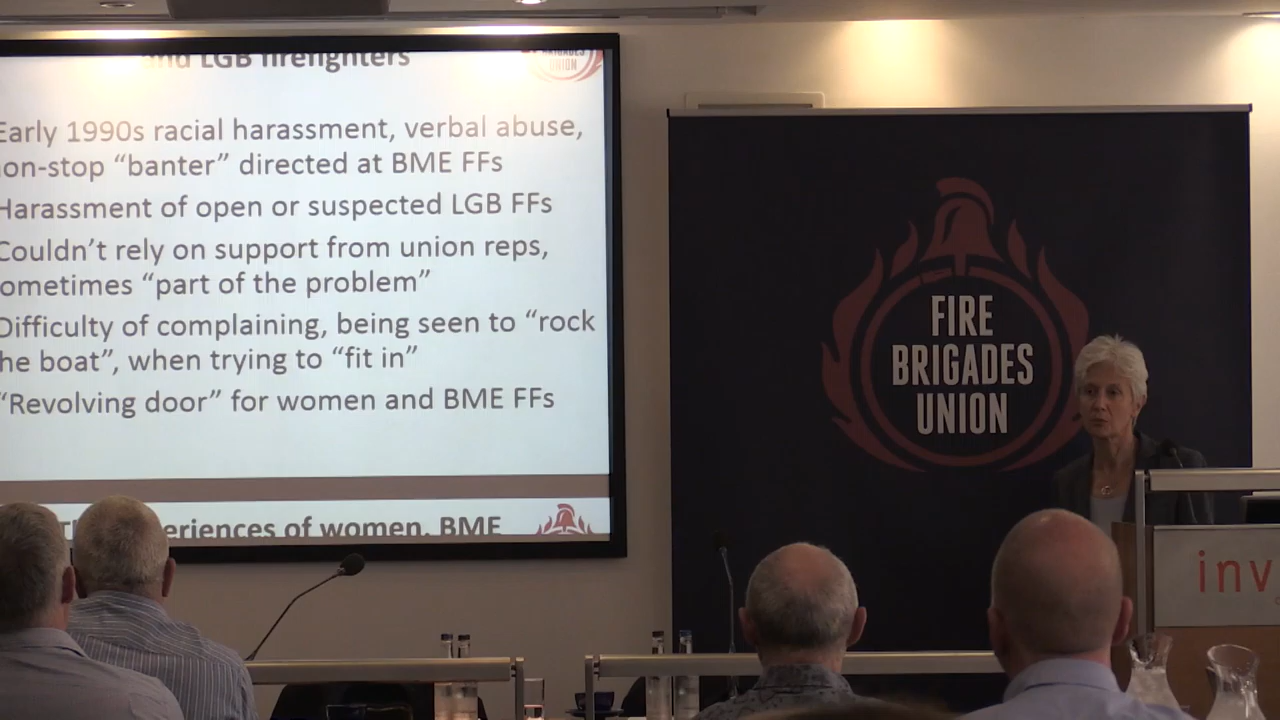 and LGB firefighters
BRIGADES
UNION
Early 1990s racial harassment, verbal abuse,
non-stop “banter” directed at BME FFs
Harassment of open or suspected LGB FFs
Couldn’t rely on support from union reps,
ometimes “part of the problem”
Difficulty of complaining, being seen to “rock
he boat”, when trying to “fit in”
“Revolving door” for women and BME FFs
eriences of women, BME
FIRE
BRIGADES
UNION
inv